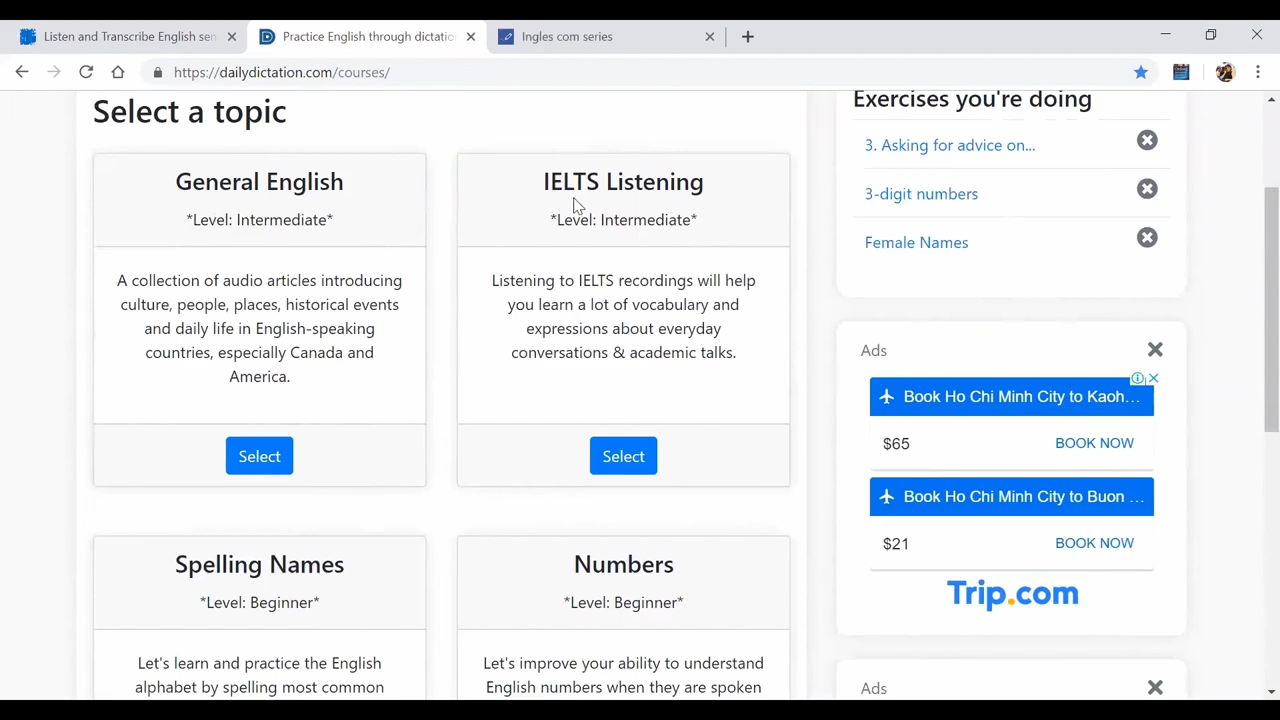 Listen and Transcribe English sen
Practice English through dictatio
Ingles com series
https://dailydictation.com/courses/
Select a topic
General English
*Level: Intermediate*
A collection of audio articles introducing
culture, people, places, historical events
and daily life in English-speaking
countries, especially Canada and
America.
Select
IELTS Listening
*Level: Intermediate*
Listening to IELTS recordings will help
you learn a lot of vocabulary and
expressions about everyday
conversations & academic talks.
Select
Spelling Names
*Level: Beginner*
Let's learn and practice the English
alphabet by spelling most common
Numbers
*Level: Beginner*
Let's improve your ability to understand
English numbers when they are spoken
Exercises you're doing
3. Asking for advice on...
3-digit numbers
Female Names
Ads
Book Ho Chi Minh City to Kaoh...
$65 BOOK NOW
Book Ho Chi Minh City to Buon ...
$21 BOOK NOW
Trip.com
Ads